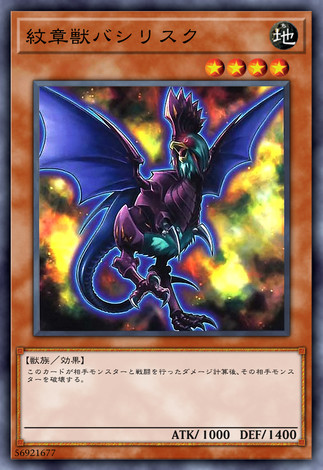 紋章獣バシリスク
地
【獣族／効果】
このカードが相手モンスターと戦闘を行ったダメージ計算後、その相手モンス
ターを破壊する。
ATK/1000 DEF/1400
56921677